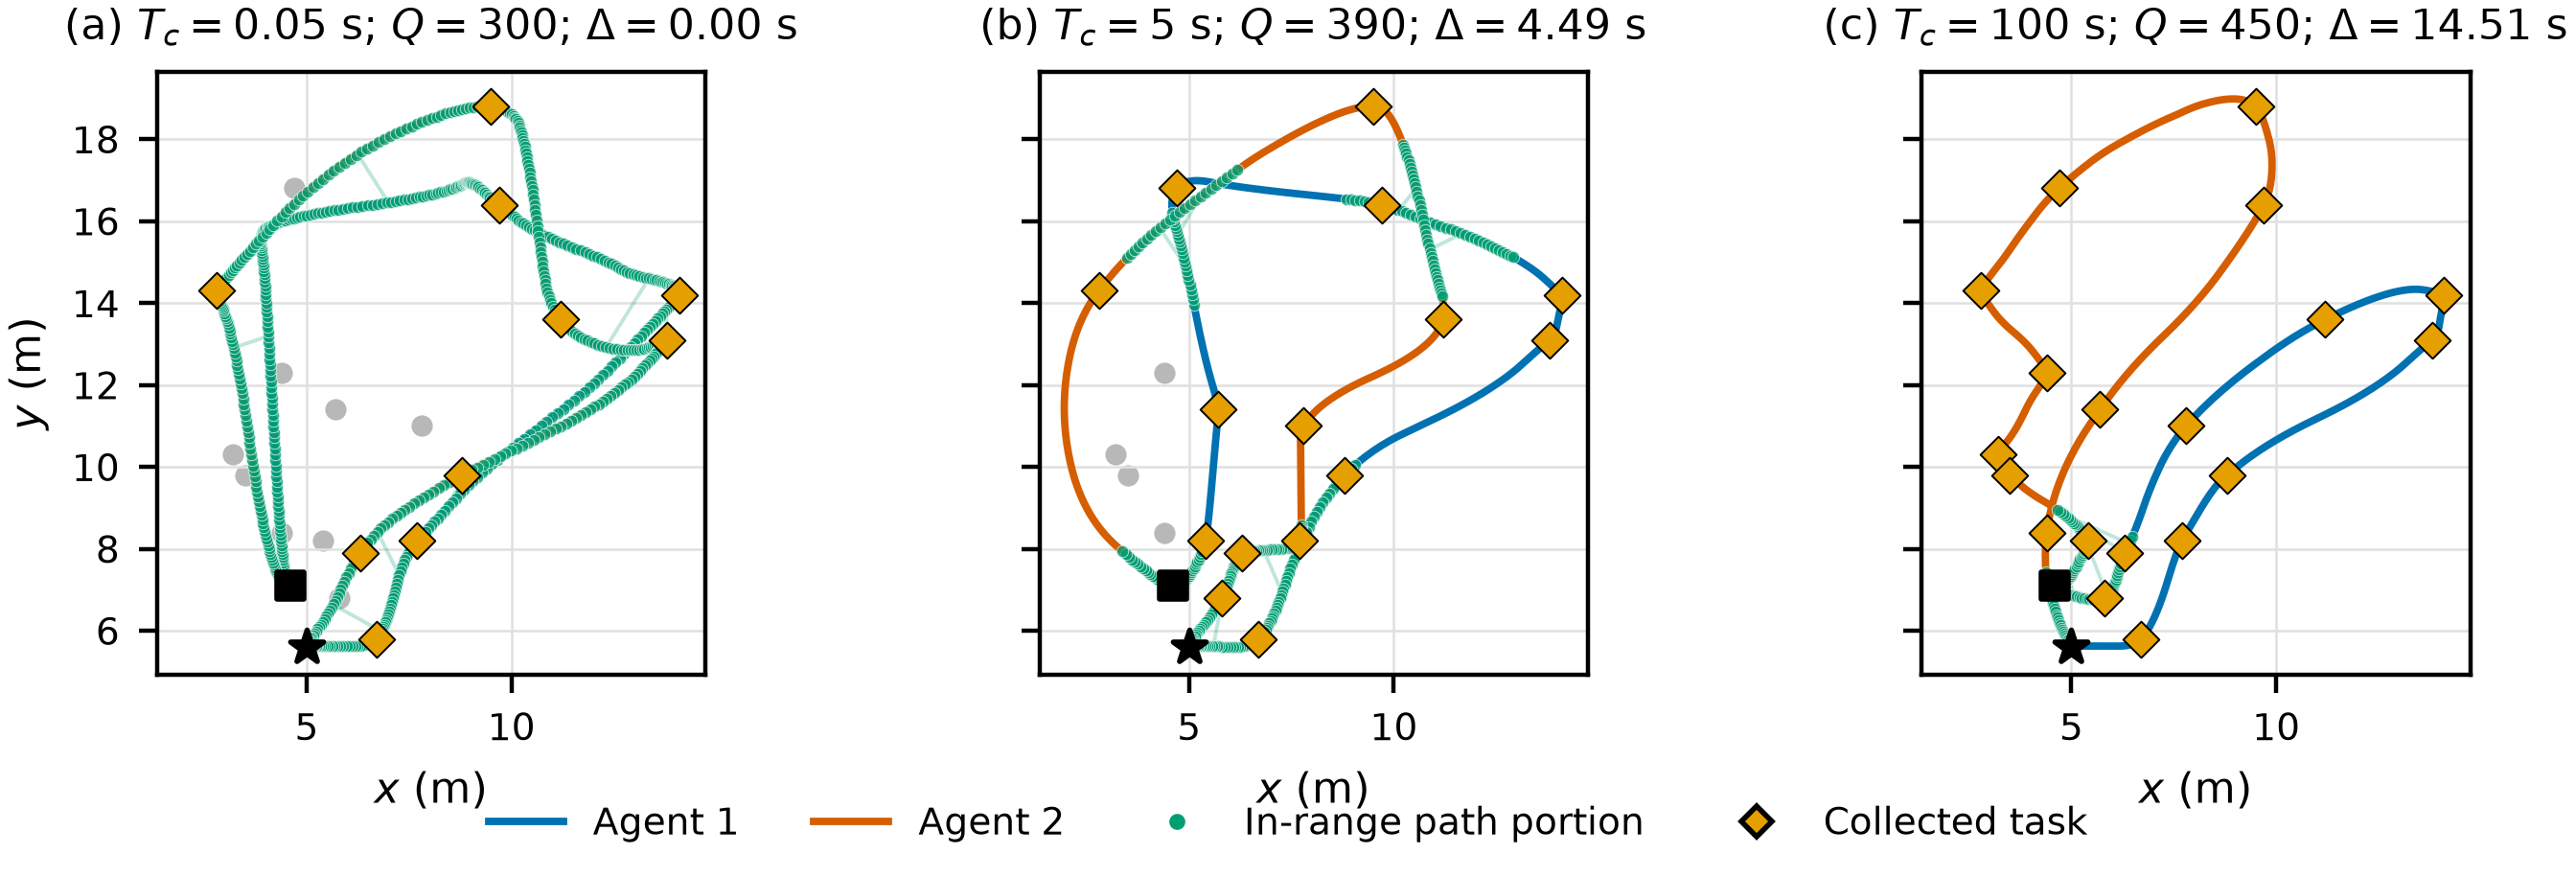 (a) T_c = 0.05 s; Q = 300; Δ = 0.00 s
(b) T_c = 5 s; Q = 390; Δ = 4.49 s
(c) T_c = 100 s; Q = 450; Δ = 14.51 s
18
16
14
12
10
8
6
y (m)
5 10
5 10
5 10
x (m)
x (m)
x (m)
Agent 1
Agent 2
In-range path portion
Collected task